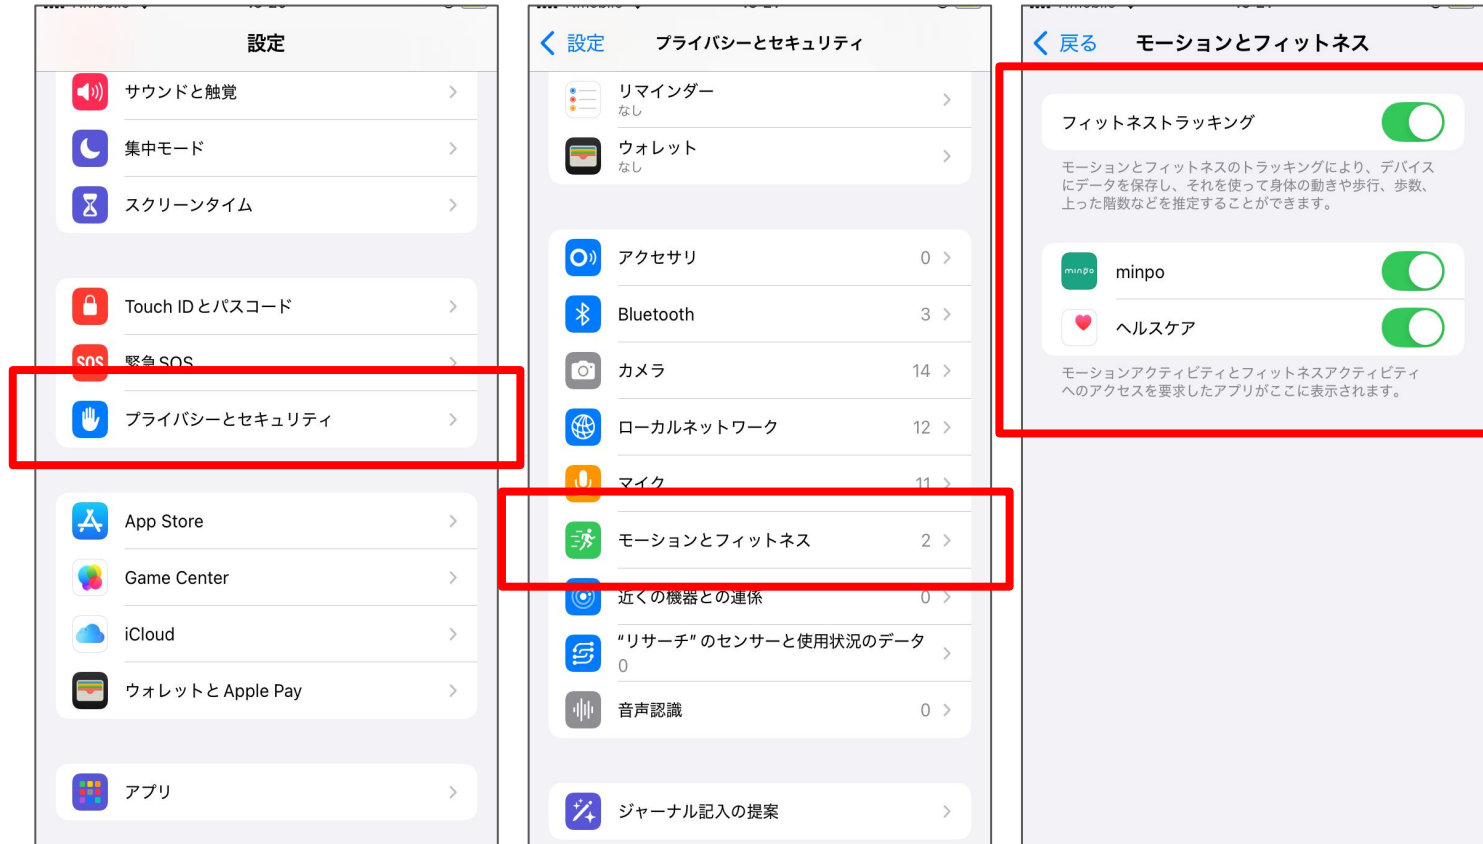 設定
サウンドと触覚
集中モード
スクリーンタイム
Touch IDとパスコード
SOS 緊急SOS
プライバシーとセキュリティ
App Store
Game Center
iCloud
ウォレットとApple Pay
アプリ
設定 プライバシーとセキュリティ
リマインダー
なし
ウォレット
なし
アクセサリ 0
Bluetooth 3
カメラ 14
ローカルネットワーク 12
マイク 11
モーションとフィットネス 2
近くの機器との連係 0
“リサーチ”のセンサーと使用状況のデータ
0
音声認識 0
ジャーナル記入の提案
戻る モーションとフィットネス
フィットネストラッキング
モーションとフィットネスのトラッキングにより、デバイス
にデータを保存し、それを使って身体の動きや歩行、歩数、
上った階数などを推定することができます。
minpo minpo
ヘルスケア
モーションアクティビティとフィットネスアクティビティ
へのアクセスを要求したアプリがここに表示されます。